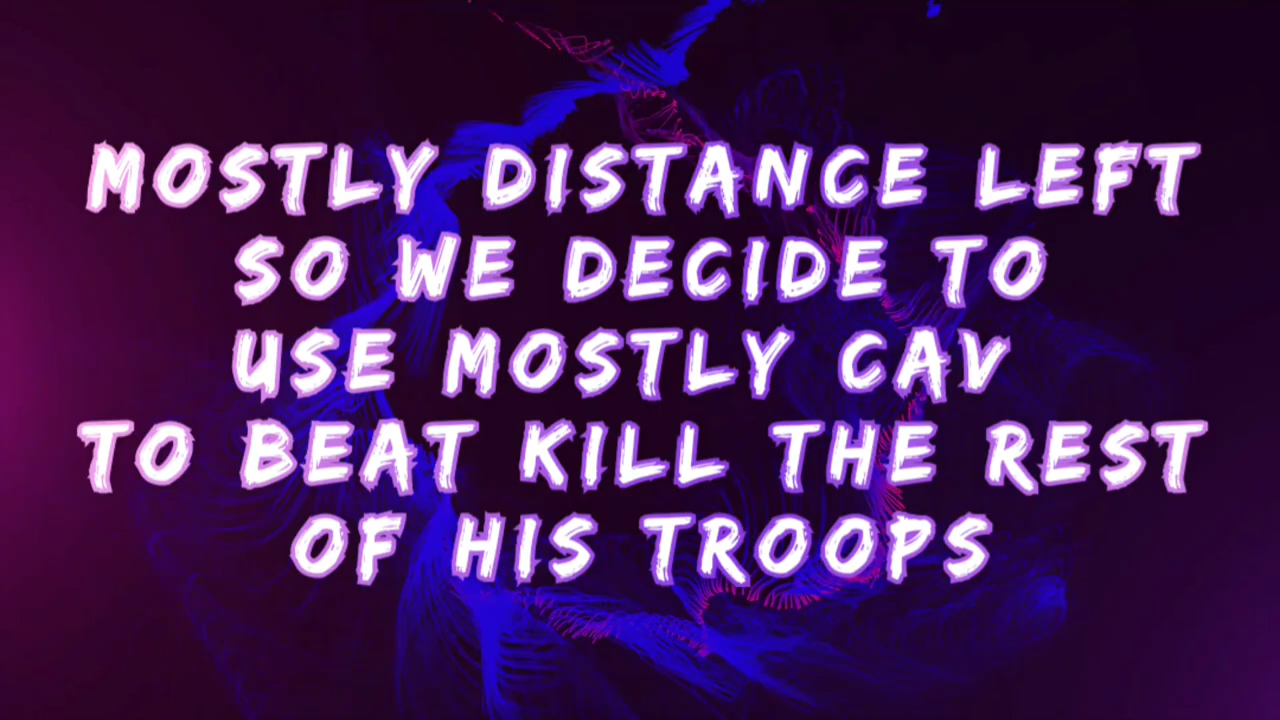 MOSTLY DISTANCE LEFT
SO WE DECIDE TO
USE MOSTLY CAV
TO BEAT KILL THE REST
OF HIS TROOPS